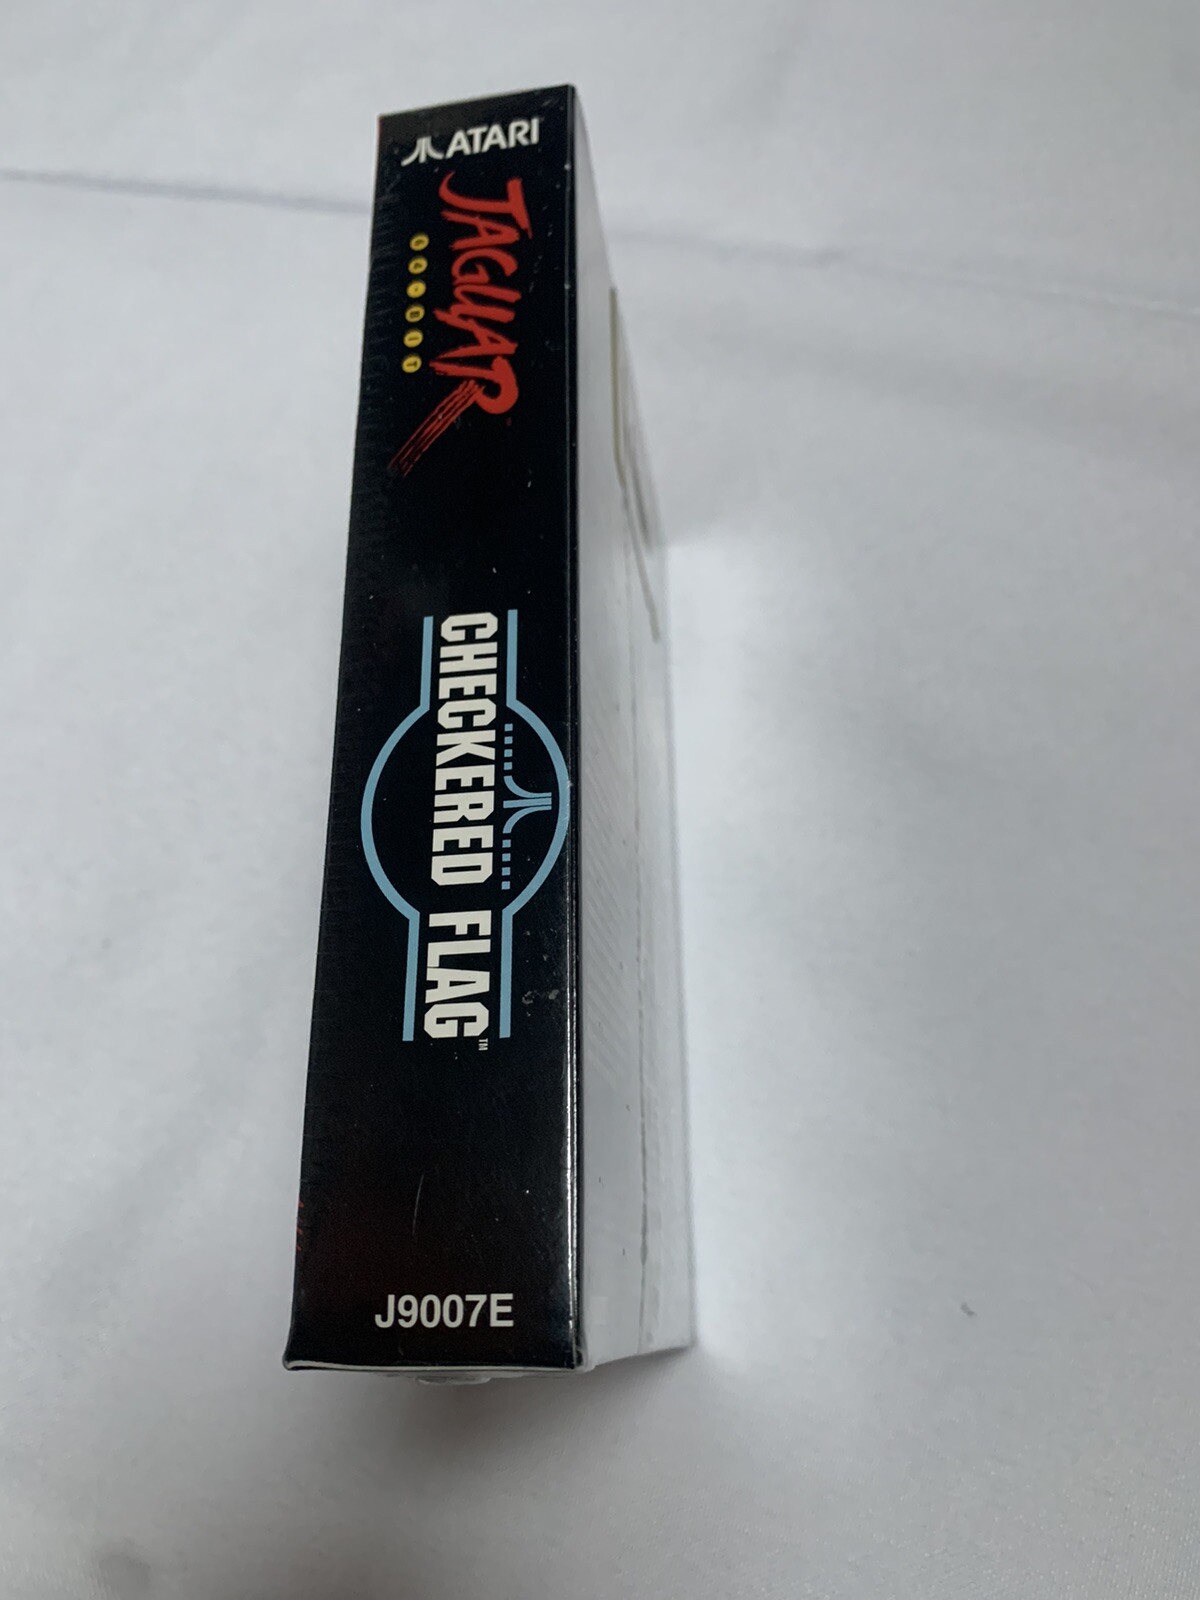 ATARI
JAGUAR
64-BIT
CHECKERED FLAG™
J9007E